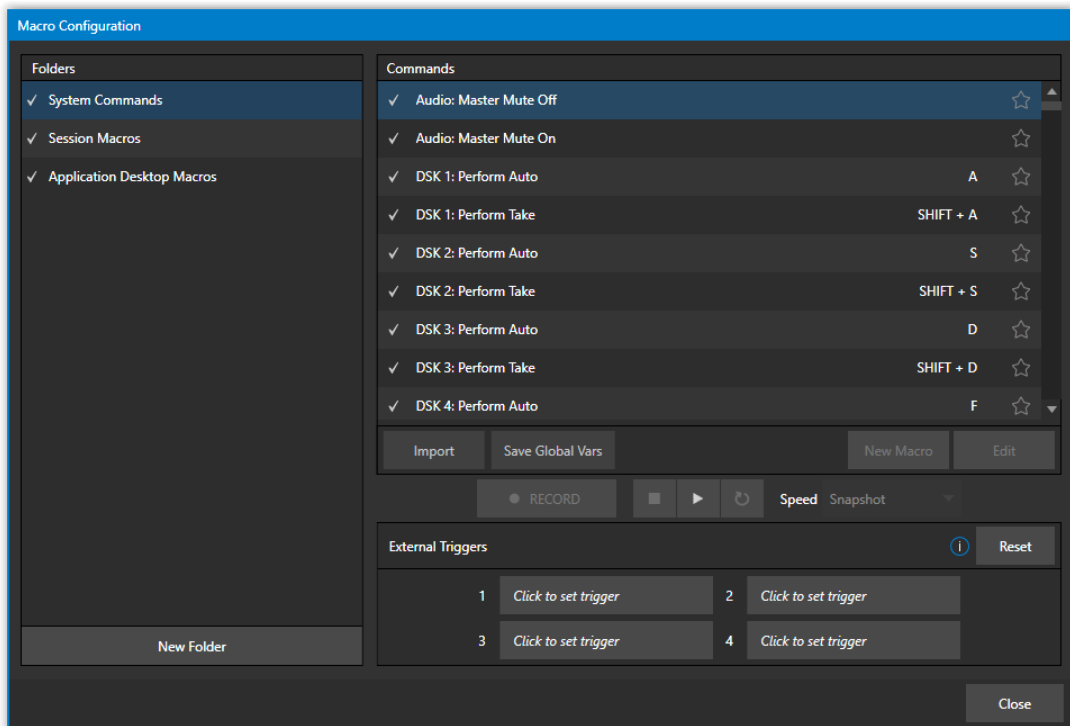 Macro Configuration
Folders
System Commands
Session Macros
Application Desktop Macros
New Folder
Commands
Audio: Master Mute Off
Audio: Master Mute On
DSK 1: Perform Auto A
DSK 1: Perform Take SHIFT + A
DSK 2: Perform Auto S
DSK 2: Perform Take SHIFT + S
DSK 3: Perform Auto D
DSK 3: Perform Take SHIFT + D
DSK 4: Perform Auto F
Import Save Global Vars New Macro Edit
RECORD Speed Snapshot
External Triggers i Reset
1 Click to set trigger 2 Click to set trigger
3 Click to set trigger 4 Click to set trigger
Close